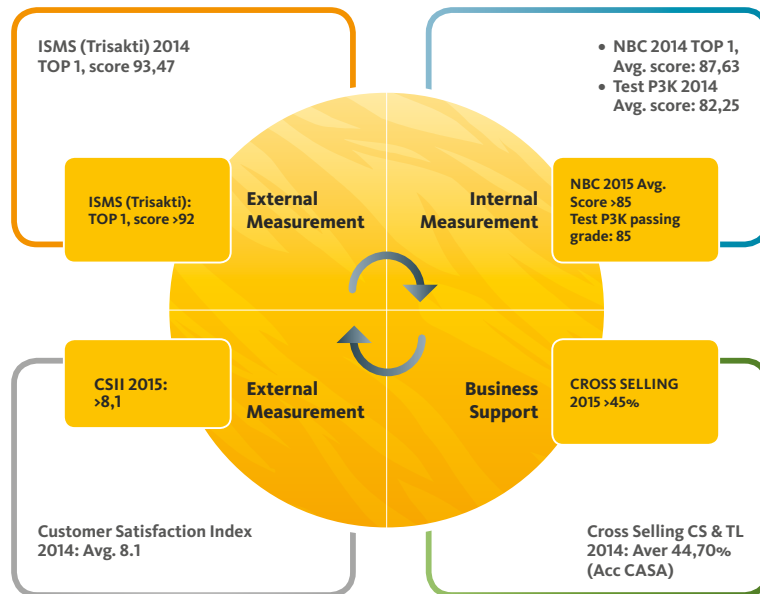 ISMS (Trisakti) 2014
TOP 1, score 93,47
• NBC 2014 TOP 1,
Avg. score: 87,63
• Test P3K 2014
Avg. score: 82,25
ISMS (Trisakti):
TOP 1, score >92
External
Measurement
Internal
Measurement
NBC 2015 Avg.
Score >85
Test P3K passing
grade: 85
CSII 2015:
>8,1
External
Measurement
Business
Support
CROSS SELLING
2015 >45%
Customer Satisfaction Index
2014: Avg. 8.1
Cross Selling CS & TL
2014: Aver 44,70%
(Acc CASA)